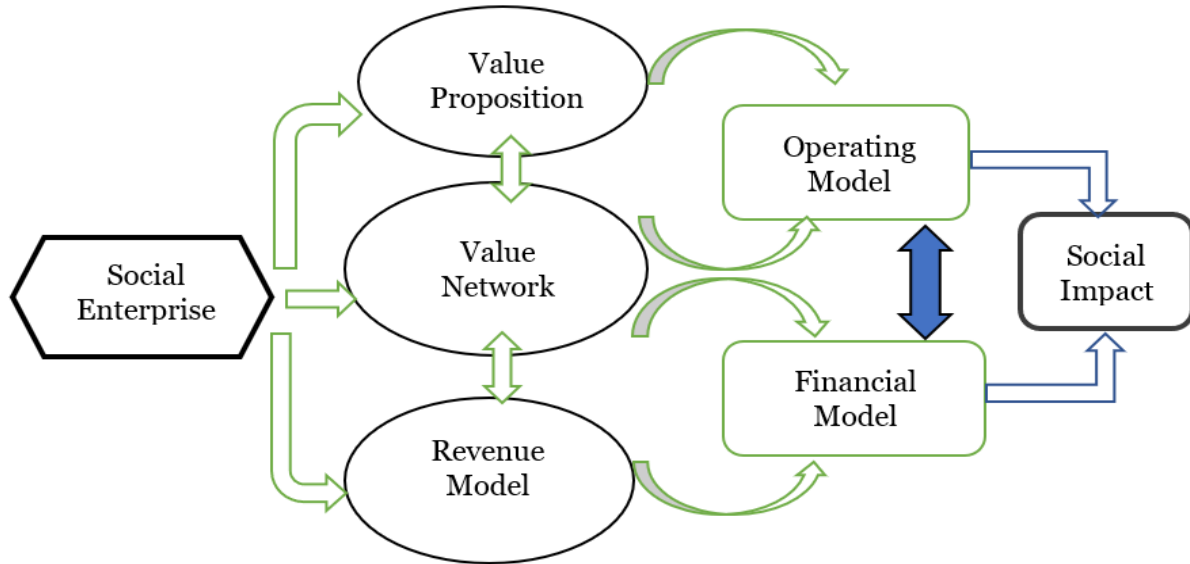 Value
Proposition
Operating
Model
Social
Enterprise
Value
Network
Social
Impact
Financial
Model
Revenue
Model